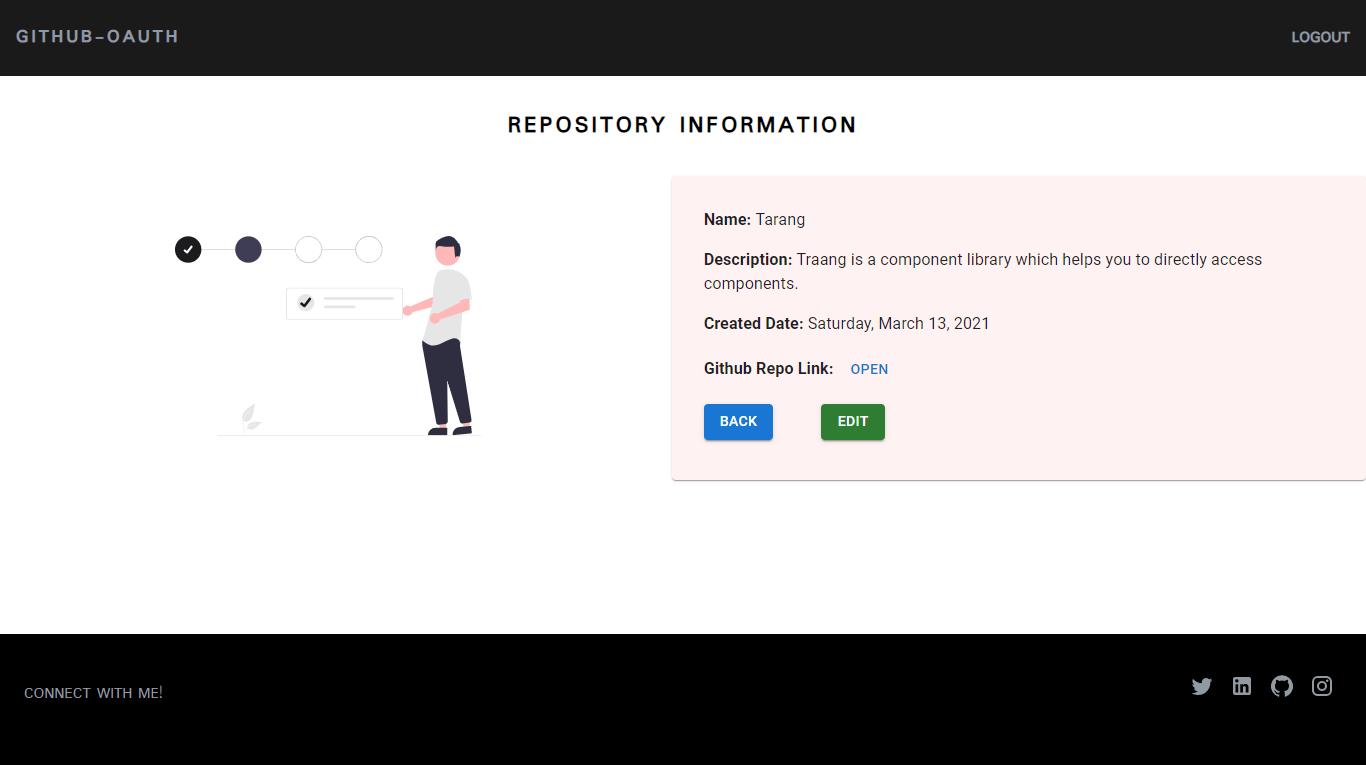 GITHUB-OAUTH
LOGOUT
REPOSITORY INFORMATION
Name: Tarang
Description: Traang is a component library which helps you to directly access
components.
Created Date: Saturday, March 13, 2021
Github Repo Link: OPEN
BACK
EDIT
CONNECT WITH ME!